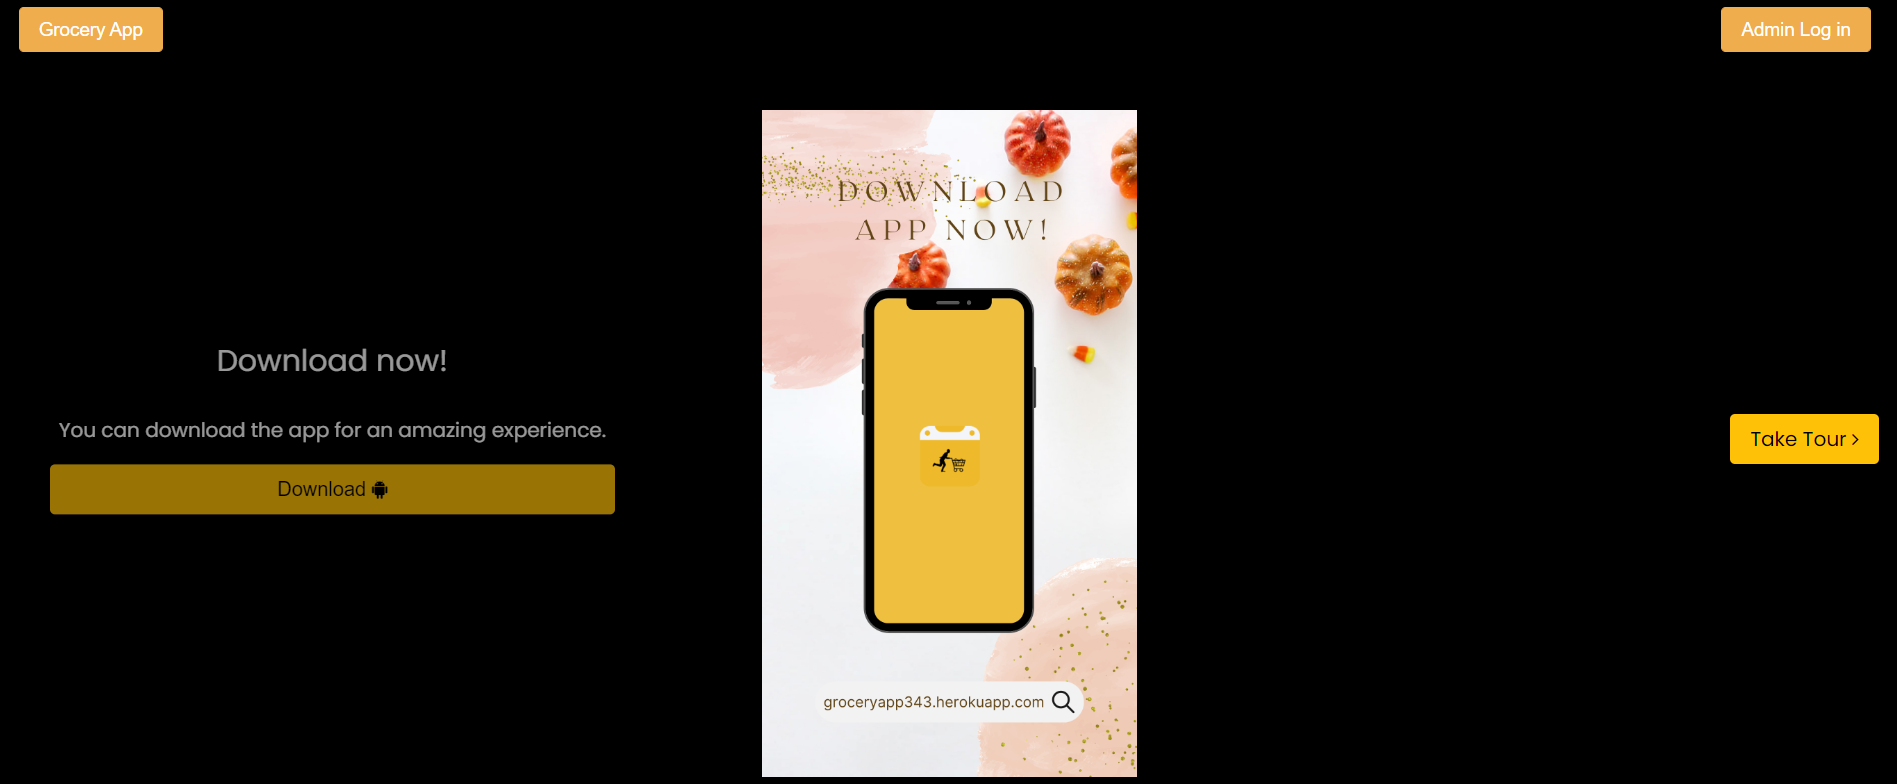 Grocery App
Admin Log in
DOWNLOAD
APP NOW!
Download now!
You can download the app for an amazing experience.
Download
Take Tour >
groceryapp343.herokuapp.com